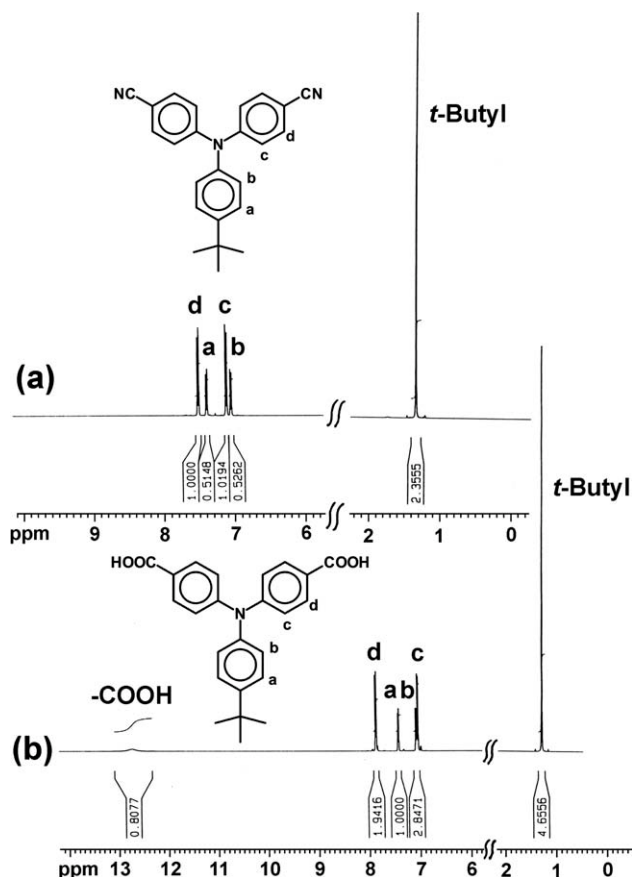 NC CN
d
N c
b
a
t-Butyl
d c
a b
(a)
1.0000 0.5148 1.0194 0.5262 2.3555
ppm 9 8 7 6 2 1 0
HOOC COOH
d
N c
b
a
t-Butyl
d a b c
-COOH
(b)
0.8077 1.9416 1.0000 2.8471 4.6556
ppm 13 12 11 10 9 8 7 6 2 1 0